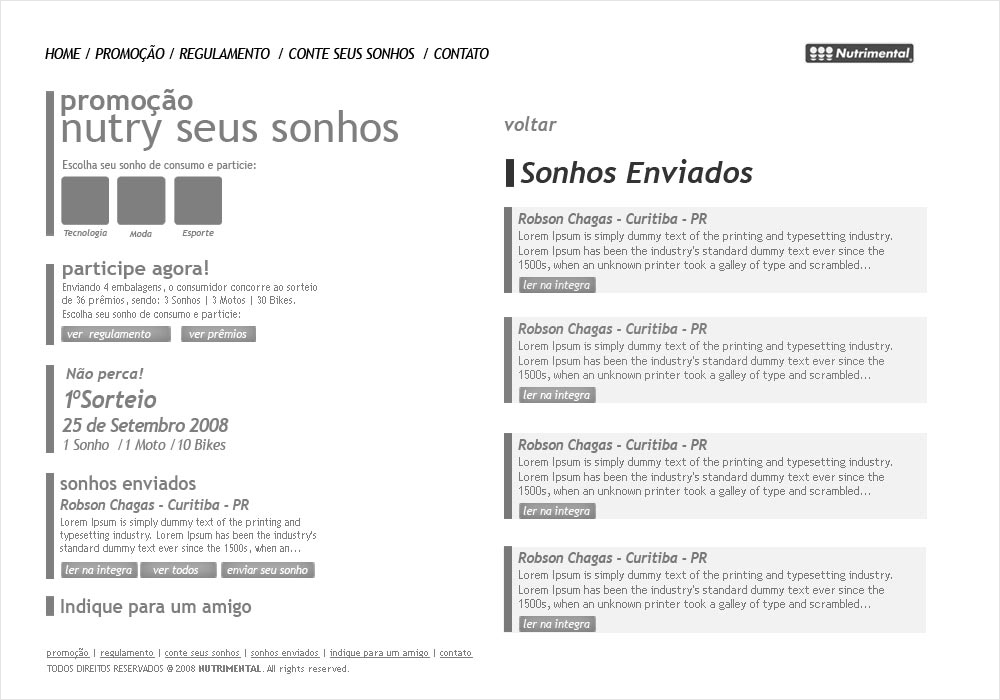 HOME / PROMOÇÃO / REGULAMENTO / CONTE SEUS SONHOS / CONTATO
Nutrimental
promoção
nutry seus sonhos
Escolha seu sonho de consumo e particie:
Tecnologia Moda Esporte
participe agora!
Enviando 4 embalagens, o consumidor concorre ao sorteio
de 36 prêmios, sendo: 3 Sonhos | 3 Motos | 30 Bikes.
Escolha seu sonho de consumo e particie:
ver regulamento ver prêmios
Não perca!
1ºSorteio
25 de Setembro 2008
1 Sonho / 1 Moto / 10 Bikes
sonhos enviados
Robson Chagas - Curitiba - PR
Lorem Ipsum is simply dummy text of the printing and
typesetting industry. Lorem Ipsum has been the industry's
standard dummy text ever since the 1500s, when an...
ler na integra ver todos enviar seu sonho
Indique para um amigo
voltar
Sonhos Enviados
Robson Chagas - Curitiba - PR
Lorem Ipsum is simply dummy text of the printing and typesetting industry.
Lorem Ipsum has been the industry's standard dummy text ever since the
1500s, when an unknown printer took a galley of type and scrambled...
ler na integra
Robson Chagas - Curitiba - PR
Lorem Ipsum is simply dummy text of the printing and typesetting industry.
Lorem Ipsum has been the industry's standard dummy text ever since the
1500s, when an unknown printer took a galley of type and scrambled...
ler na integra
Robson Chagas - Curitiba - PR
Lorem Ipsum is simply dummy text of the printing and typesetting industry.
Lorem Ipsum has been the industry's standard dummy text ever since the
1500s, when an unknown printer took a galley of type and scrambled...
ler na integra
Robson Chagas - Curitiba - PR
Lorem Ipsum is simply dummy text of the printing and typesetting industry.
Lorem Ipsum has been the industry's standard dummy text ever since the
1500s, when an unknown printer took a galley of type and scrambled...
ler na integra
promoção | regulamento | conte seus sonhos | sonhos enviados | indique para um amigo | contato
TODOS DIREITOS RESERVADOS @ 2008 NUTRIMENTAL. All rights reserved.